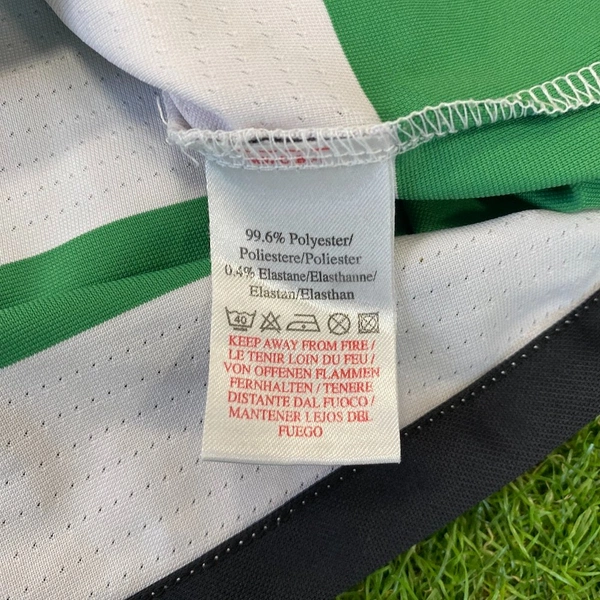 99.6% Polyester/
Poliestere/Poliester
0.4% Elastane/Elasthanne/
Elastan/Elasthan
40
KEEP AWAY FROM FIRE /
LE TENIR LOIN DU FEU /
VON OFFENEN FLAMMEN
FERNHALTEN / TENERE
DISTANTE DAL FUOCO /
MANTENER LEJOS DEL
FUEGO